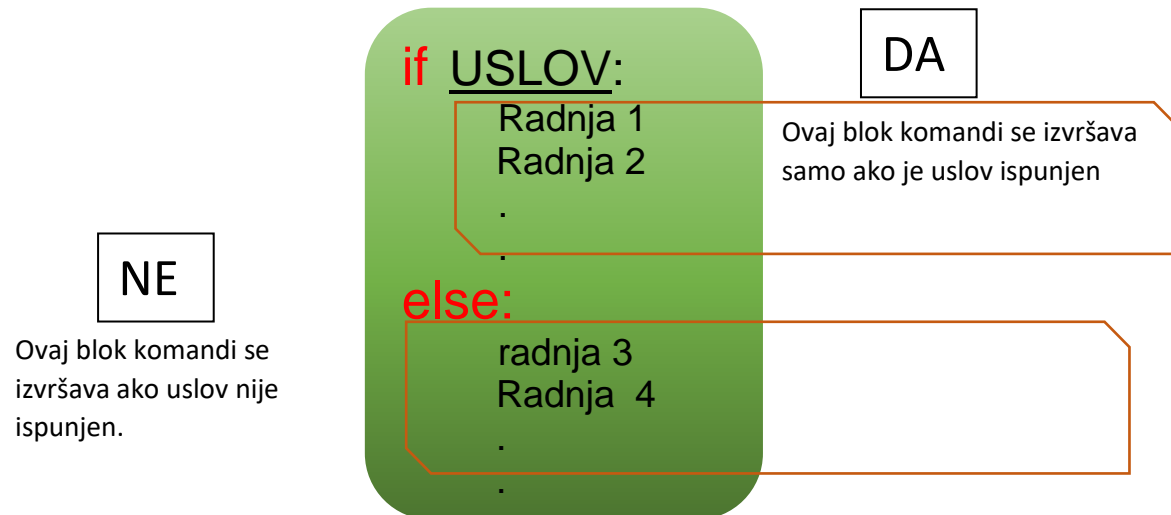 if USLOV:
Radnja 1
Radnja 2
.
.
else:
radnja 3
Radnja 4
.
.
DA
Ovaj blok komandi se izvršava
samo ako je uslov ispunjen
NE
Ovaj blok komandi se
izvršava ako uslov nije
ispunjen.